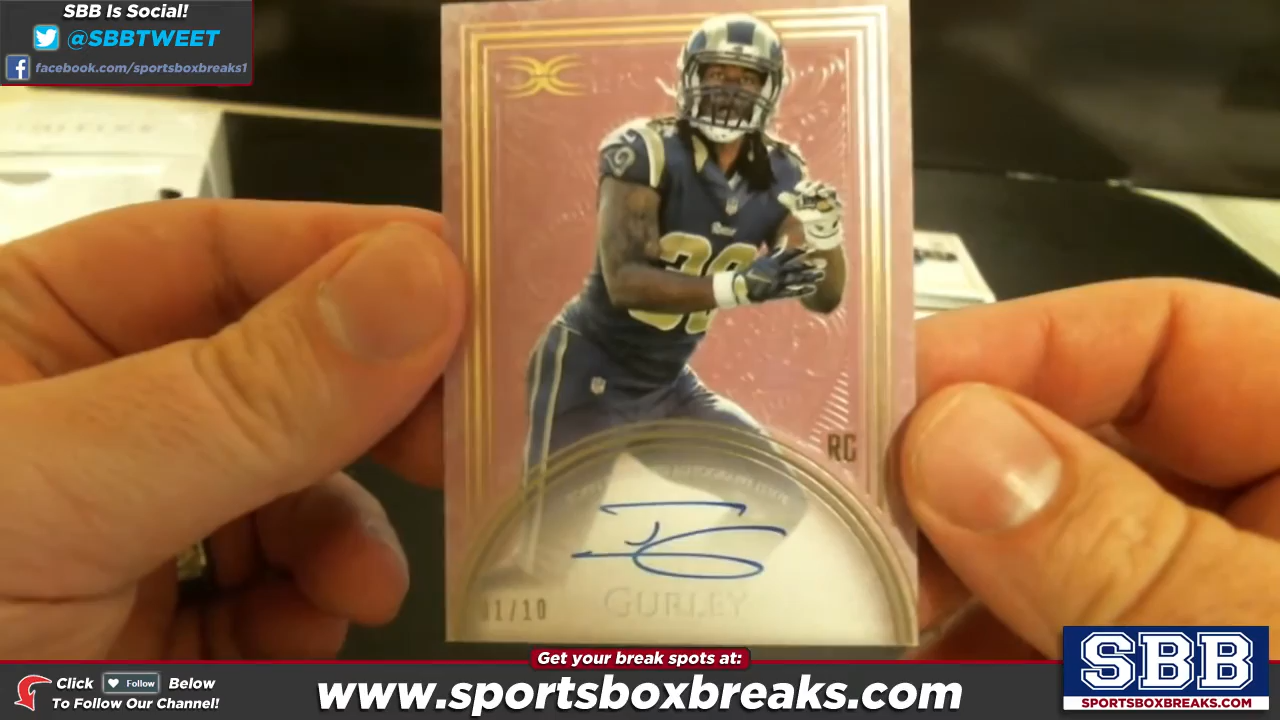 SBB Is Social!
@SBBTWEET
facebook.com/sportsboxbreaks1
RC
GURLEY
01/10
Get your break spots at:
Click Follow Below
To Follow Our Channel!
www.sportsboxbreaks.com
SBB
SPORTSBOXBREAKS.COM